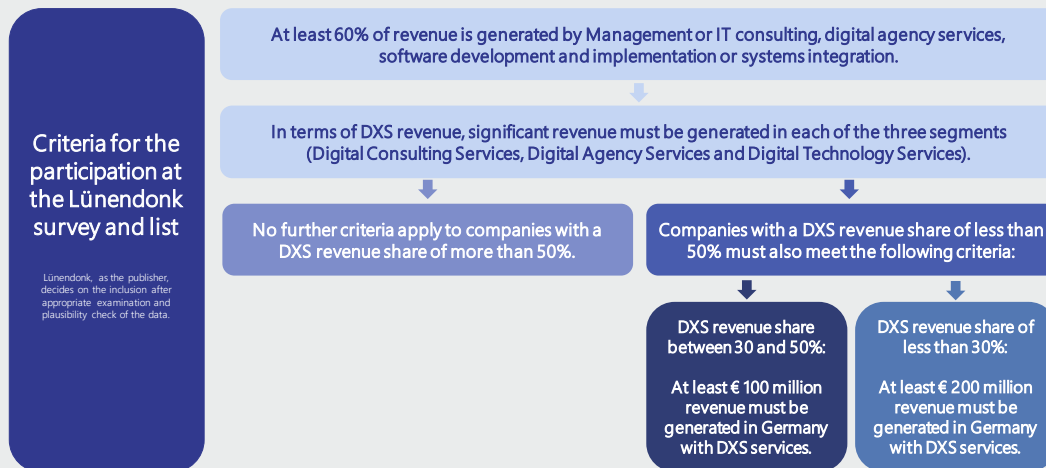 Criteria for the
participation at
the Lünendonk
survey and list
Lünendonk, as the publisher,
decides on the inclusion after
appropriate examination and
plausibility check of the data.
At least 60% of revenue is generated by Management or IT consulting, digital agency services,
software development and implementation or systems integration.
In terms of DXS revenue, significant revenue must be generated in each of the three segments
(Digital Consulting Services, Digital Agency Services and Digital Technology Services).
No further criteria apply to companies with a
DXS revenue share of more than 50%.
Companies with a DXS revenue share of less than
50% must also meet the following criteria:
DXS revenue share
between 30 and 50%:
At least € 100 million
revenue must be
generated in Germany
with DXS services.
DXS revenue share of
less than 30%:
At least € 200 million
revenue must be
generated in Germany
with DXS services.